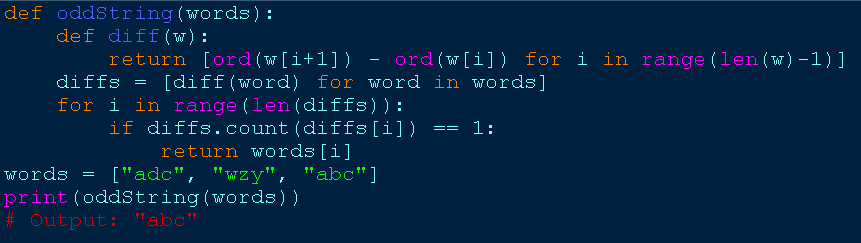 def oddString(words):
    def diff(w):
        return [ord(w[i+1]) - ord(w[i]) for i in range(len(w)-1)]
    diffs = [diff(word) for word in words]
    for i in range(len(diffs)):
        if diffs.count(diffs[i]) == 1:
            return words[i]
words = ["adc", "wzy", "abc"]
print(oddString(words))
# Output: "abc"